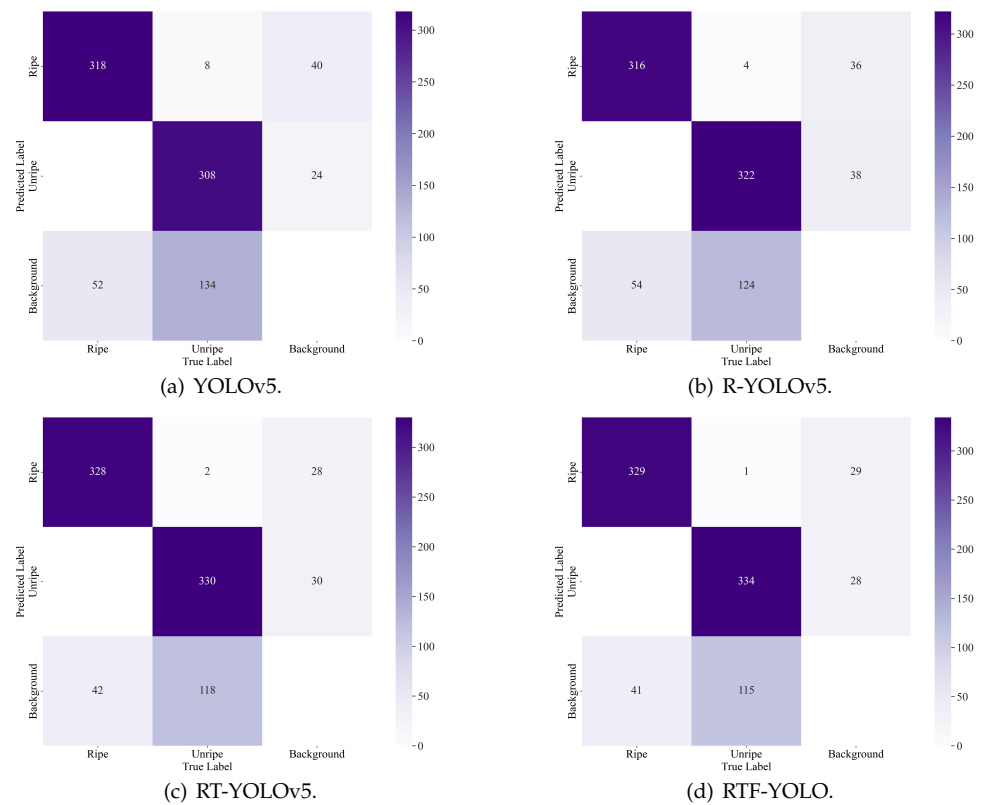 Ripe
318
8
40
Predicted Label
Unripe
308
24
Background
52
134
Ripe
Unripe
Background
True Label
300
250
200
150
100
50
0
(a) YOLOv5.
Ripe
316
4
36
Predicted Label
Unripe
322
38
Background
54
124
Ripe
Unripe
Background
True Label
300
250
200
150
100
50
0
(b) R-YOLOv5.
Ripe
328
2
28
Predicted Label
Unripe
330
30
Background
42
118
Ripe
Unripe
Background
True Label
300
250
200
150
100
50
0
(c) RT-YOLOv5.
Ripe
329
1
29
Predicted Label
Unripe
334
28
Background
41
115
Ripe
Unripe
Background
True Label
300
250
200
150
100
50
0
(d) RTF-YOLO.